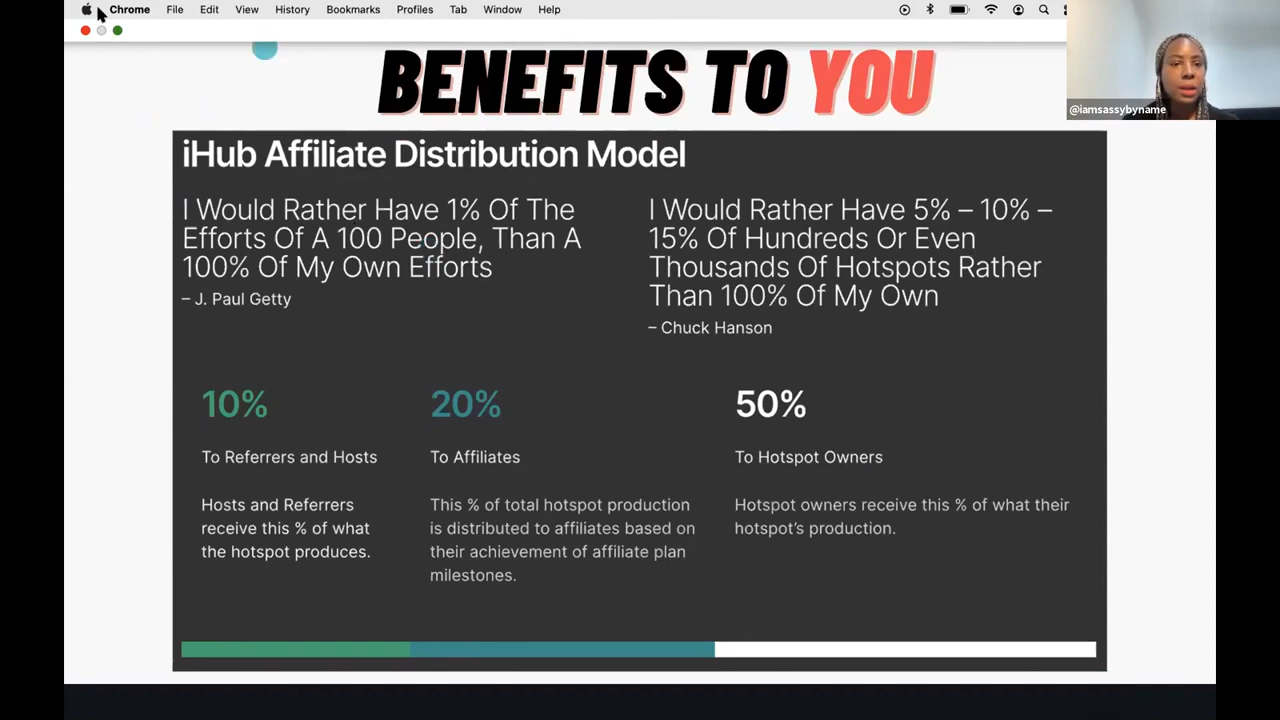 Chrome File Edit View History Bookmarks Profiles Tab Window Help
@iamsassybyname
BENEFITS TO YOU
iHub Affiliate Distribution Model
I Would Rather Have 1% Of The
Efforts Of A 100 People, Than A
100% Of My Own Efforts
– J. Paul Getty
I Would Rather Have 5% – 10% –
15% Of Hundreds Or Even
Thousands Of Hotspots Rather
Than 100% Of My Own
– Chuck Hanson
10%
To Referrers and Hosts
Hosts and Referrers
receive this % of what
the hotspot produces.
20%
To Affiliates
This % of total hotspot production
is distributed to affiliates based on
their achievement of affiliate plan
milestones.
50%
To Hotspot Owners
Hotspot owners receive this % of what their
hotspot's production.